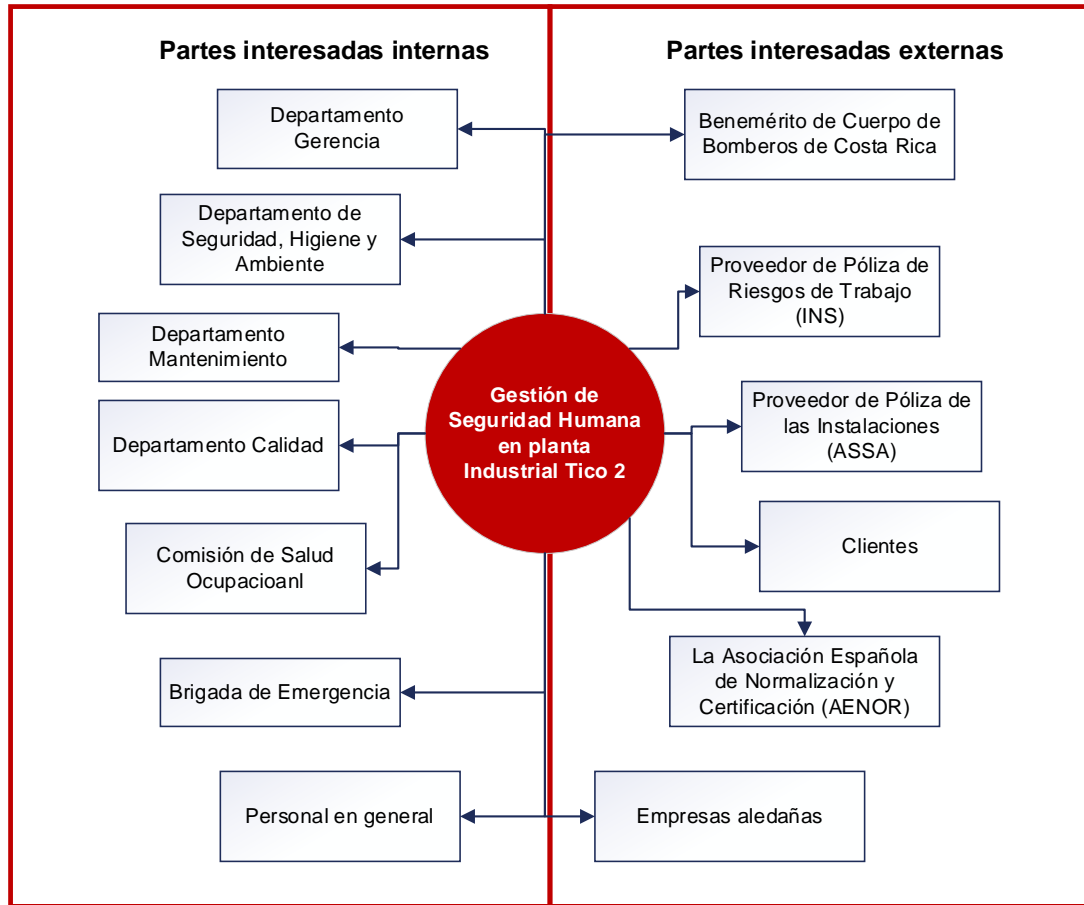 Partes interesadas internas
Departamento
Gerencia
Departamento de
Seguridad, Higiene y
Ambiente
Departamento
Mantenimiento
Departamento Calidad
Comisión de Salud
Ocupacioanl
Brigada de Emergencia
Personal en general
Gestión de
Seguridad Humana
en planta
Industrial Tico 2
Partes interesadas externas
Benemérito de Cuerpo de
Bomberos de Costa Rica
Proveedor de Póliza de
Riesgos de Trabajo
(INS)
Proveedor de Póliza de
las Instalaciones
(ASSA)
Clientes
La Asociación Española
de Normalización y
Certificación (AENOR)
Empresas aledañas